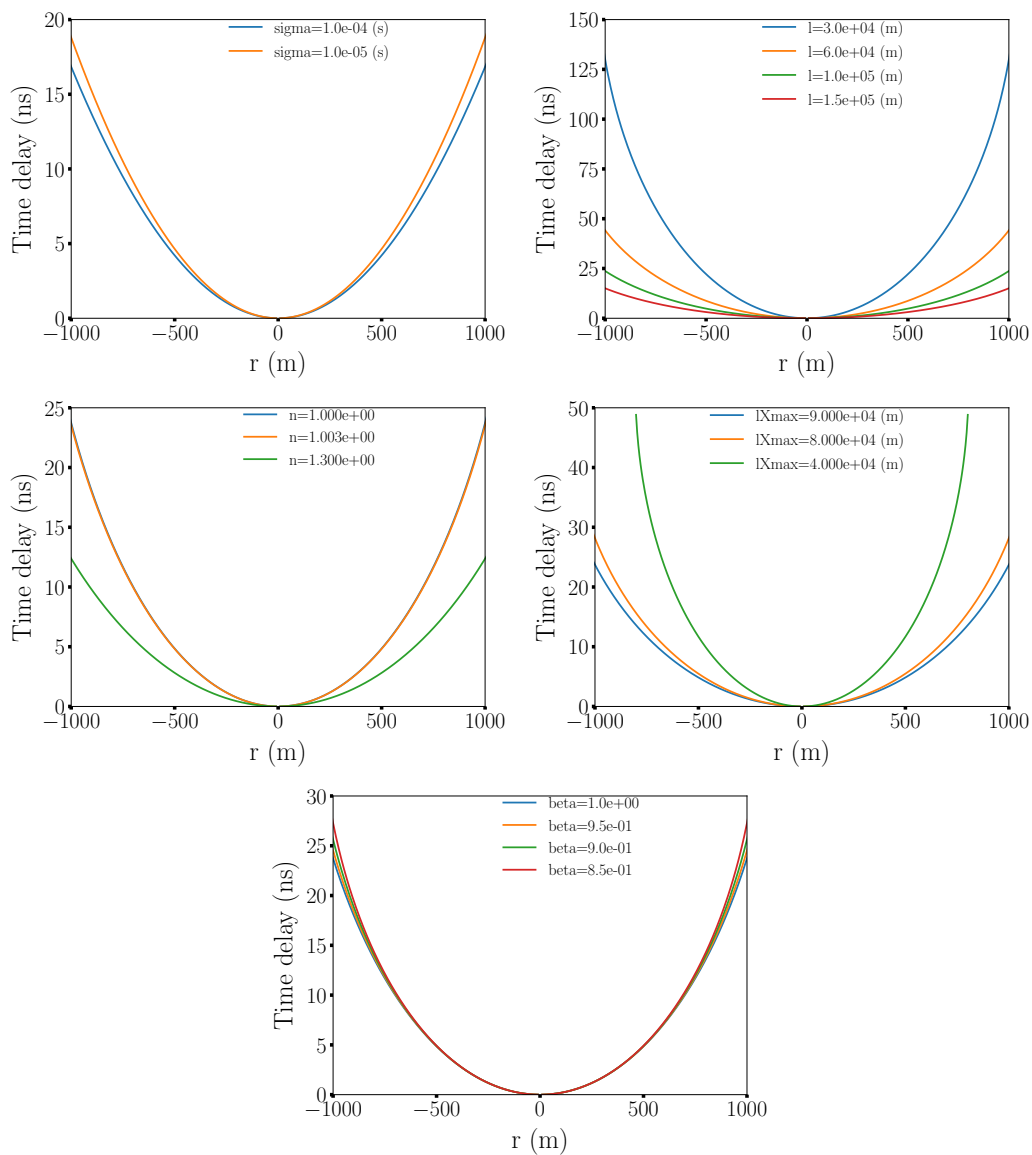 20
15
10
5
0
Time delay (ns)
sigma=1.0e-04 (s)
sigma=1.0e-05 (s)
−1000
−500
0
500
1000
r (m)
150
125
100
75
50
25
0
Time delay (ns)
l=3.0e+04 (m)
l=6.0e+04 (m)
l=1.0e+05 (m)
l=1.5e+05 (m)
−1000
−500
0
500
1000
r (m)
25
20
15
10
5
0
Time delay (ns)
n=1.000e+00
n=1.003e+00
n=1.300e+00
−1000
−500
0
500
1000
r (m)
50
40
30
20
10
0
Time delay (ns)
lXmax=9.000e+04 (m)
lXmax=8.000e+04 (m)
lXmax=4.000e+04 (m)
−1000
−500
0
500
1000
r (m)
30
25
20
15
10
5
0
Time delay (ns)
beta=1.0e+00
beta=9.5e-01
beta=9.0e-01
beta=8.5e-01
−1000
−500
0
500
1000
r (m)